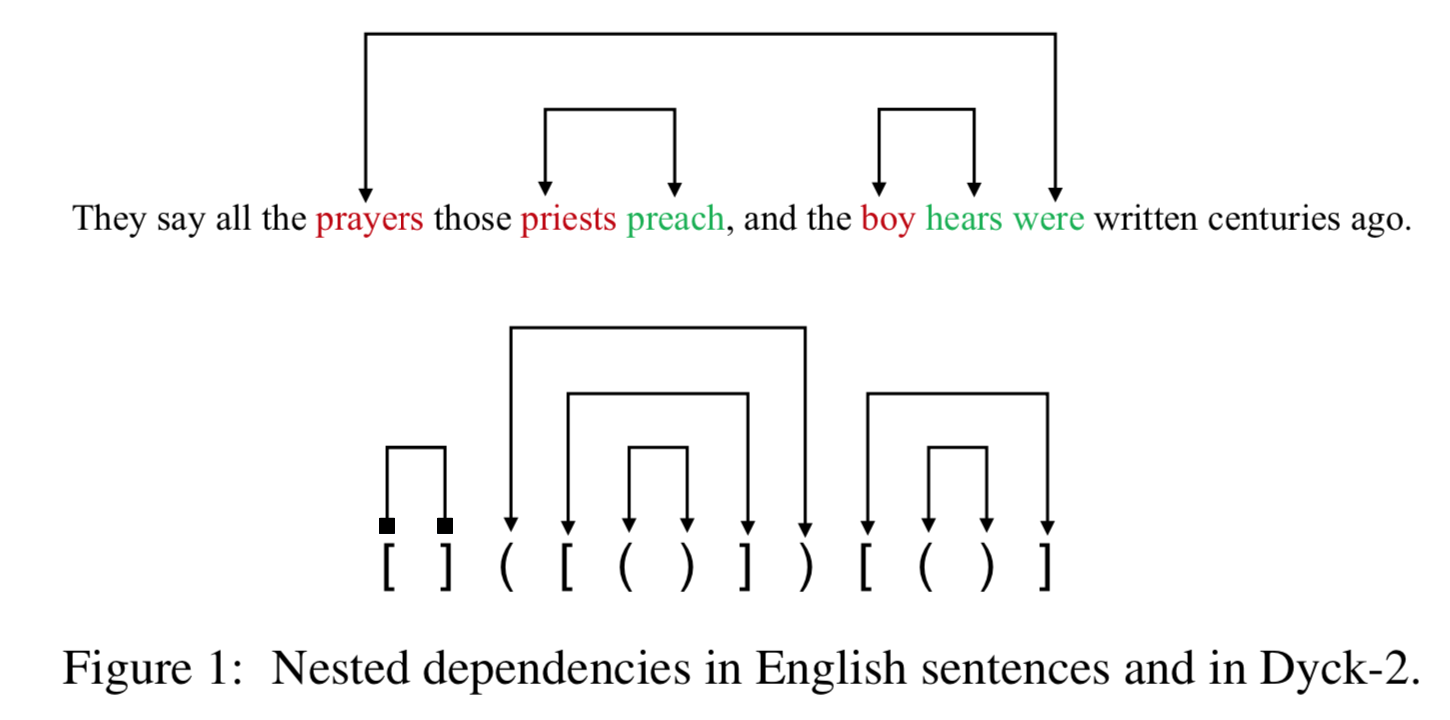 They say all the prayers those priests preach, and the boy hears were written centuries ago.
[ ] ( [ ( ) ] ) [ ( ) ]
Figure 1: Nested dependencies in English sentences and in Dyck-2.